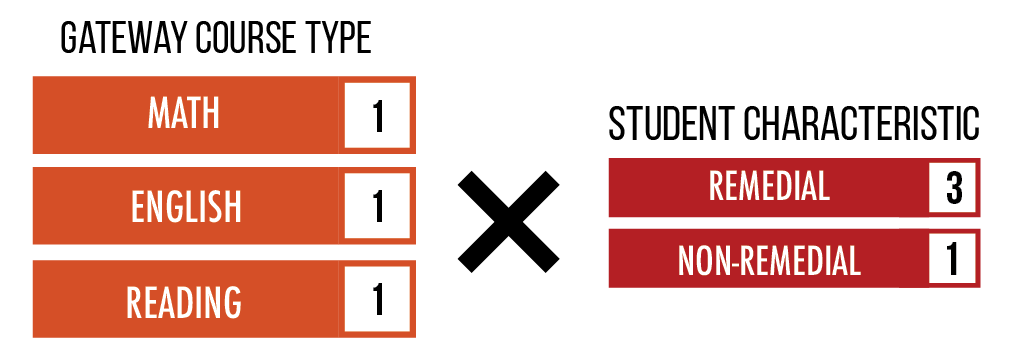 GATEWAY COURSE TYPE
MATH 1
ENGLISH 1
READING 1
STUDENT CHARACTERISTIC
REMEDIAL 3
NON-REMEDIAL 1